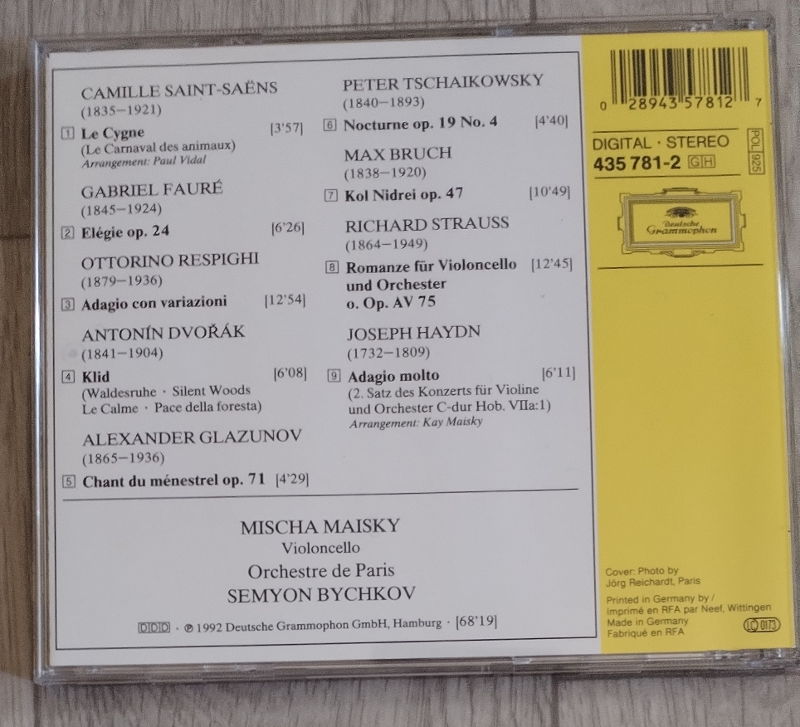 CAMILLE SAINT-SAËNS
(1835–1921)
1 Le Cygne [3'57]
(Le Carnaval des animaux)
Arrangement: Paul Vidal
GABRIEL FAURÉ
(1845–1924)
2 Elégie op. 24 [6'26]
OTTORINO RESPIGHI
(1879–1936)
3 Adagio con variazioni [12'54]
ANTONÍN DVOŘÁK
(1841–1904)
4 Klid [6'08]
(Waldesruhe · Silent Woods
Le Calme · Pace della foresta)
ALEXANDER GLAZUNOV
(1865–1936)
5 Chant du ménestrel op. 71 [4'29]
PETER TSCHAIKOWSKY
(1840–1893)
6 Nocturne op. 19 No. 4 [4'40]
MAX BRUCH
(1838–1920)
7 Kol Nidrei op. 47 [10'49]
RICHARD STRAUSS
(1864–1949)
8 Romanze für Violoncello [12'45]
und Orchester
o. Op. AV 75
JOSEPH HAYDN
(1732–1809)
9 Adagio molto [6'11]
(2. Satz des Konzerts für Violine
und Orchester C-dur Hob. VIIa:1)
Arrangement: Kay Maisky
MISCHA MAISKY
Violoncello
Orchestre de Paris
SEMYON BYCHKOV
DDD · ℗ 1992 Deutsche Grammophon GmbH, Hamburg · [68'19]
0 28943 57812 7
DIGITAL · STEREO
435 781-2 GH
POL 925
Deutsche
Grammophon
Cover: Photo by
Jörg Reichardt, Paris
Printed in Germany by /
imprimé en RFA par Neef, Wittingen
Made in Germany
Fabriqué en RFA
LC 0173